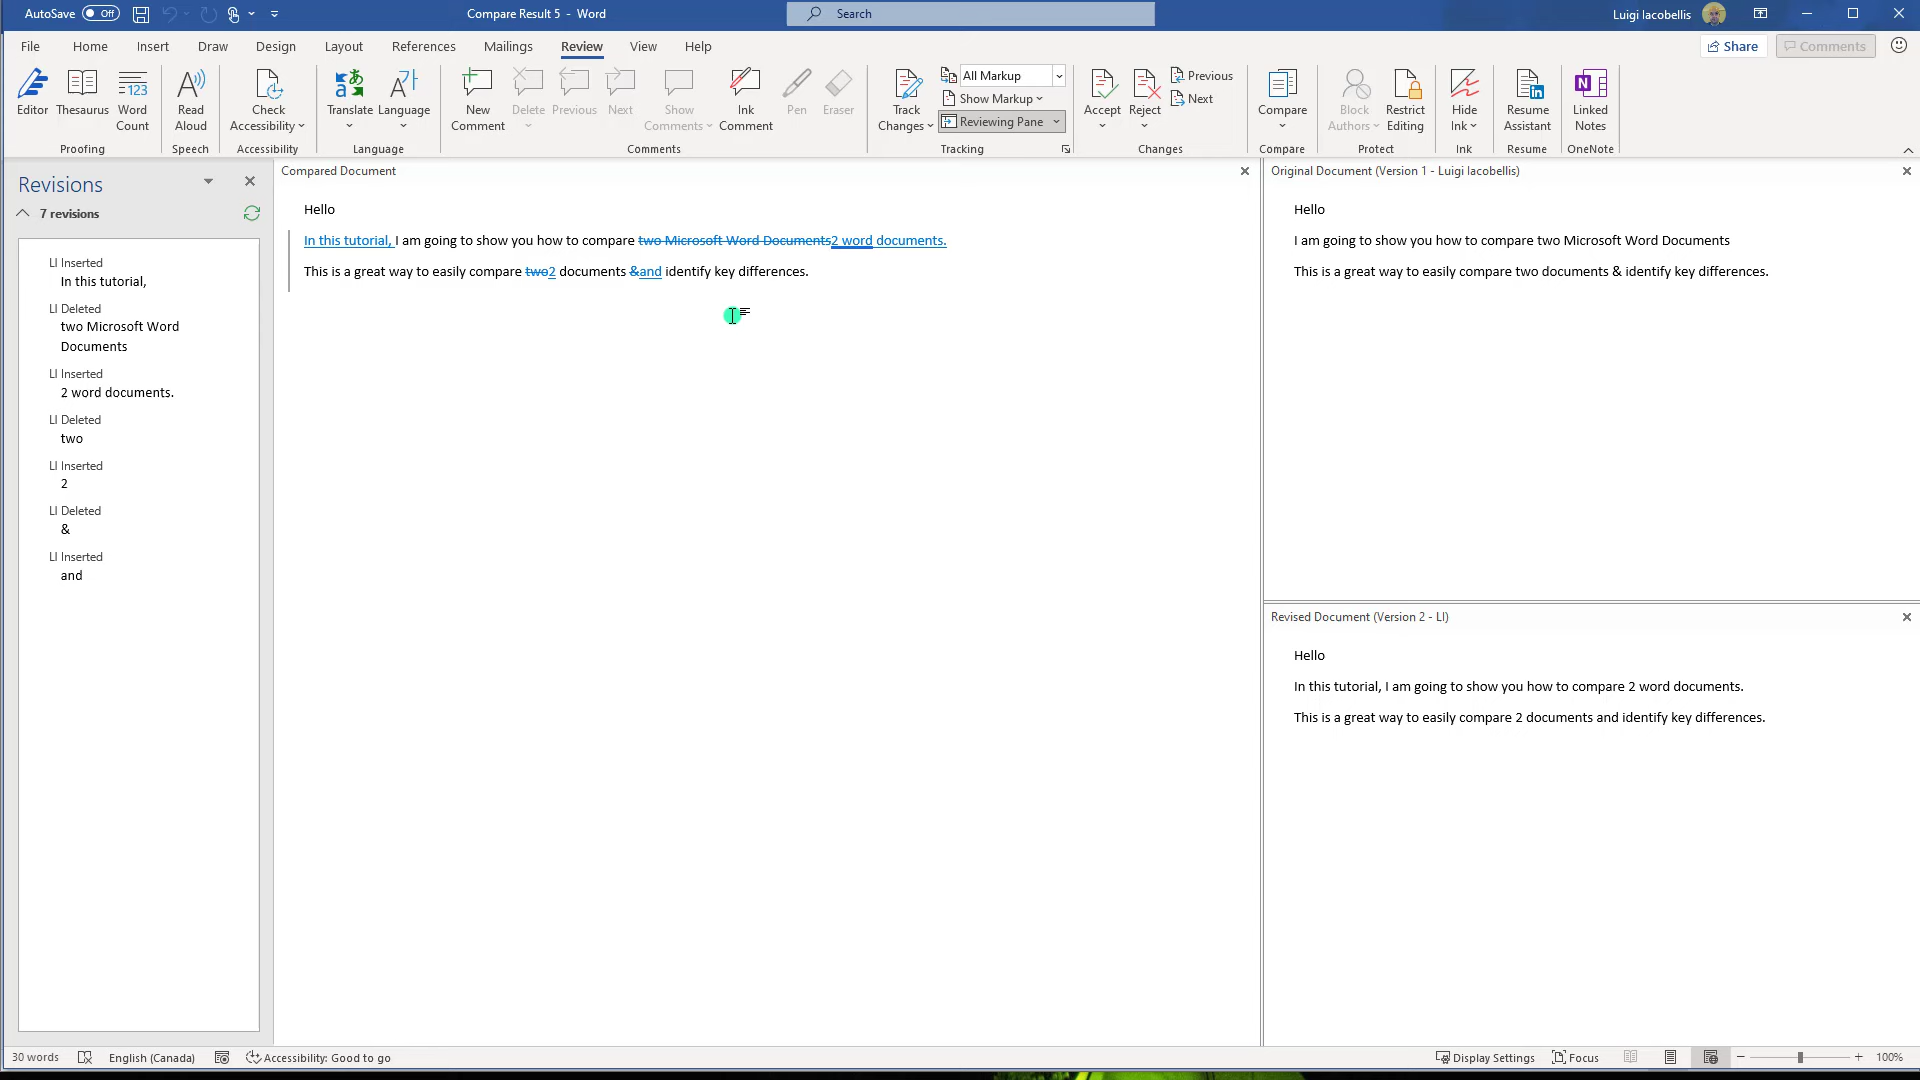 AutoSave Off Compare Result 5 - Word Search Luigi Iacobellis
File Home Insert Draw Design Layout References Mailings Review View Help Share Comments
Editor Thesaurus Word Count Read Aloud Check Accessibility Translate Language New Comment Delete Previous Next Show Comments Ink Comment Pen Eraser Track Changes All Markup Show Markup Reviewing Pane Accept Reject Previous Next Compare Block Authors Restrict Editing Hide Ink Resume Assistant Linked Notes
Proofing Speech Accessibility Language Comments Tracking Changes Compare Protect Ink Resume OneNote
Revisions
7 revisions
LI Inserted
In this tutorial,
LI Deleted
two Microsoft Word
Documents
LI Inserted
2 word documents.
LI Deleted
two
LI Inserted
2
LI Deleted
&
LI Inserted
and
Compared Document
Hello
In this tutorial, I am going to show you how to compare two Microsoft Word Documents2 word documents.
This is a great way to easily compare two2 documents &and identify key differences.
Original Document (Version 1 - Luigi Iacobellis)
Hello
I am going to show you how to compare two Microsoft Word Documents
This is a great way to easily compare two documents & identify key differences.
Revised Document (Version 2 - LI)
Hello
In this tutorial, I am going to show you how to compare 2 word documents.
This is a great way to easily compare 2 documents and identify key differences.
30 words English (Canada) Accessibility: Good to go Display Settings Focus 100%